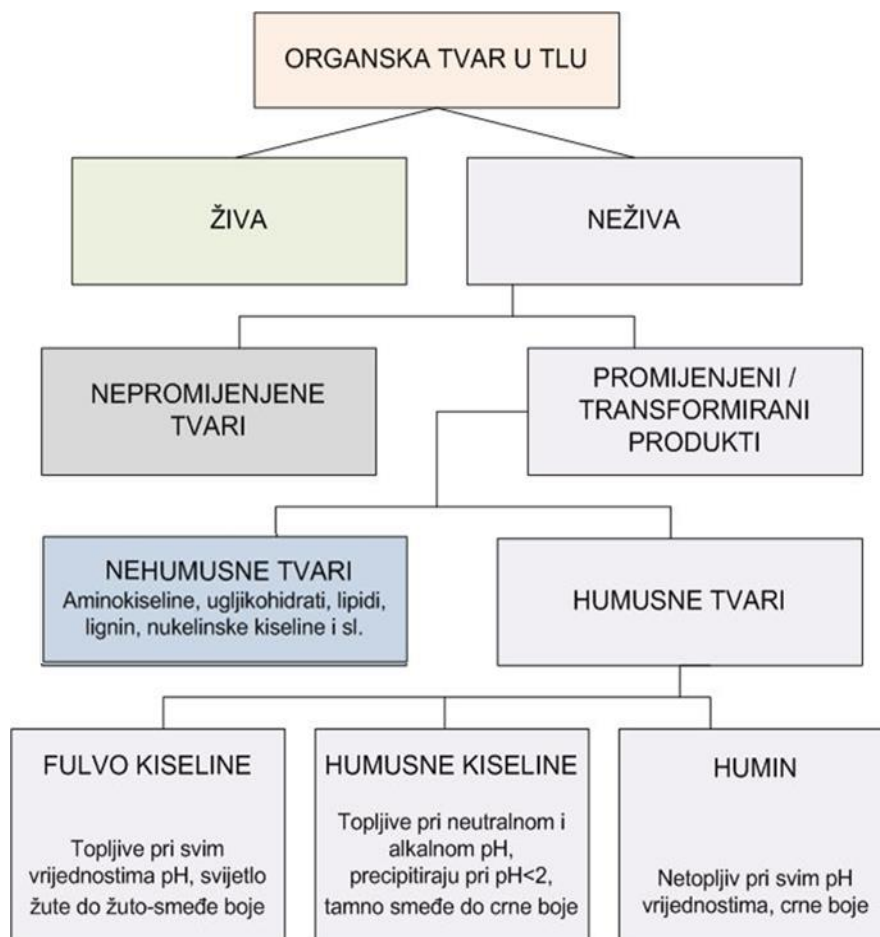 ORGANSKA TVAR U TLU
ŽIVA
NEŽIVA
NEPROMIJENJENE
TVARI
PROMIJENJENI /
TRANSFORMIRANI
PRODUKTI
NEHUMUSNE TVARI
Aminokiseline, ugljikohidrati, lipidi,
lignin, nukelinske kiseline i sl.
HUMUSNE TVARI
FULVO KISELINE
Topljive pri svim
vrijednostima pH, svijetlo
žute do žuto-smeđe boje
HUMUSNE KISELINE
Topljive pri neutralnom i
alkalnom pH,
precipitiraju pri pH<2,
tamno smeđe do crne boje
HUMIN
Netopljiv pri svim pH
vrijednostima, crne boje